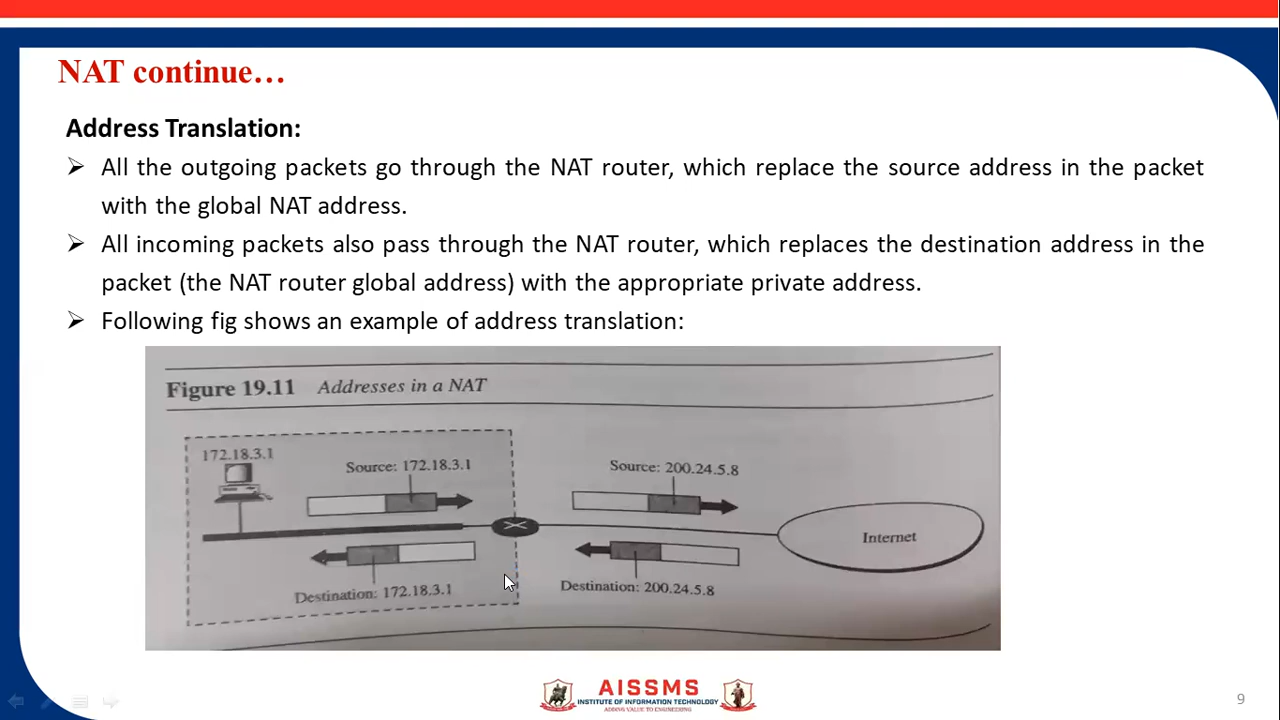 NAT continue…
Address Translation:
All the outgoing packets go through the NAT router, which replace the source address in the packet
with the global NAT address.
All incoming packets also pass through the NAT router, which replaces the destination address in the
packet (the NAT router global address) with the appropriate private address.
Following fig shows an example of address translation:
Figure 19.11 Addresses in a NAT
172.18.3.1
Source: 172.18.3.1
Source: 200.24.5.8
Internet
Destination: 172.18.3.1
Destination: 200.24.5.8
AISSMS
INSTITUTE OF INFORMATION TECHNOLOGY
ADDING VALUE TO ENGINEERING
9